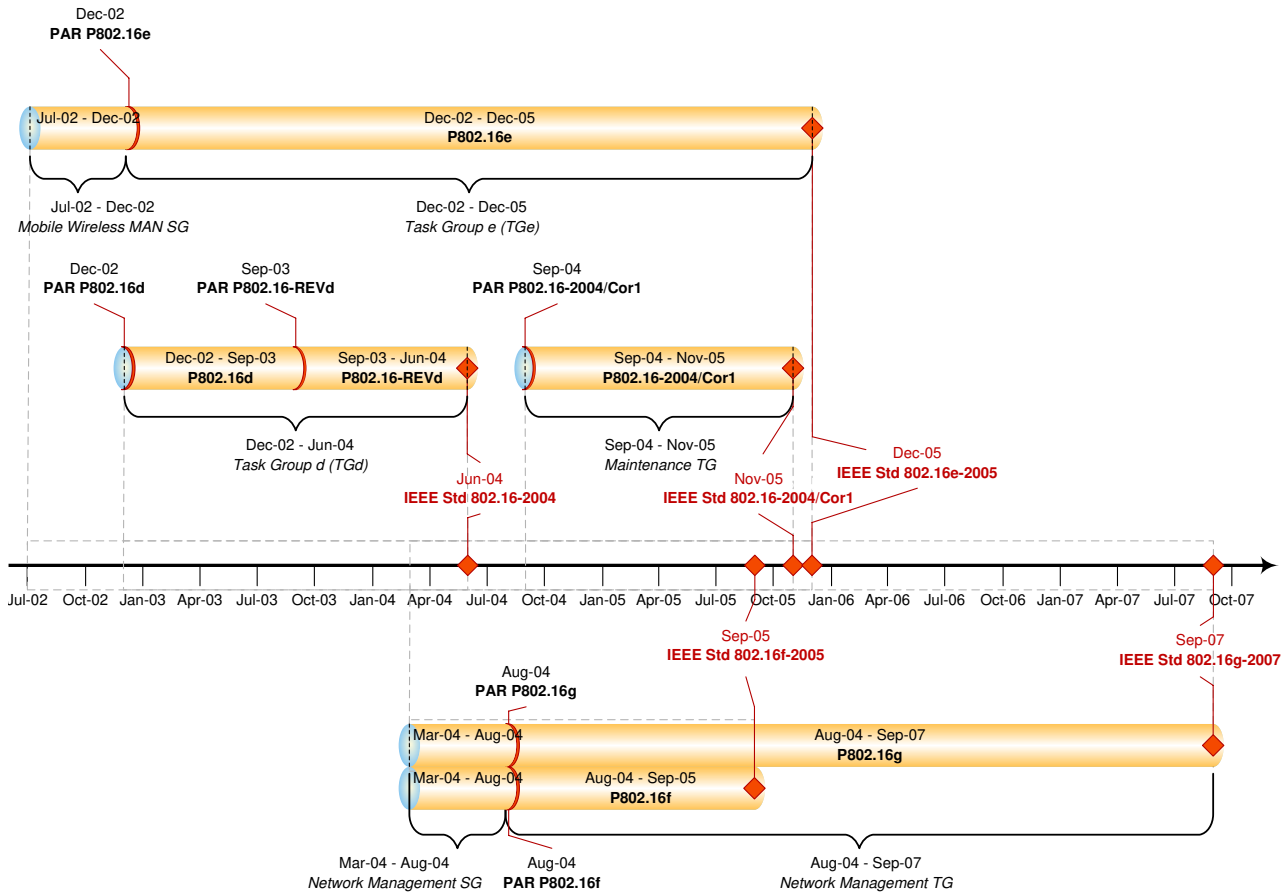 Dec-02
PAR P802.16e
Jul-02 - Dec-02
Dec-02 - Dec-05
P802.16e
Jul-02 - Dec-02
Mobile Wireless MAN SG
Dec-02 - Dec-05
Task Group e (TGe)
Dec-02
PAR P802.16d
Sep-03
PAR P802.16-REVd
Sep-04
PAR P802.16-2004/Cor1
Dec-02 - Sep-03
P802.16d
Sep-03 - Jun-04
P802.16-REVd
Sep-04 - Nov-05
P802.16-2004/Cor1
Dec-02 - Jun-04
Task Group d (TGd)
Sep-04 - Nov-05
Maintenance TG
Jun-04
IEEE Std 802.16-2004
Nov-05
IEEE Std 802.16-2004/Cor1
Dec-05
IEEE Std 802.16e-2005
Jul-02 Oct-02 Jan-03 Apr-03 Jul-03 Oct-03 Jan-04 Apr-04 Jul-04 Oct-04 Jan-05 Apr-05 Jul-05 Oct-05 Jan-06 Apr-06 Jul-06 Oct-06 Jan-07 Apr-07 Jul-07 Oct-07
Sep-05
IEEE Std 802.16f-2005
Sep-07
IEEE Std 802.16g-2007
Aug-04
PAR P802.16g
Mar-04 - Aug-04
Aug-04 - Sep-07
P802.16g
Mar-04 - Aug-04
Aug-04 - Sep-05
P802.16f
Mar-04 - Aug-04
Network Management SG
Aug-04
PAR P802.16f
Aug-04 - Sep-07
Network Management TG